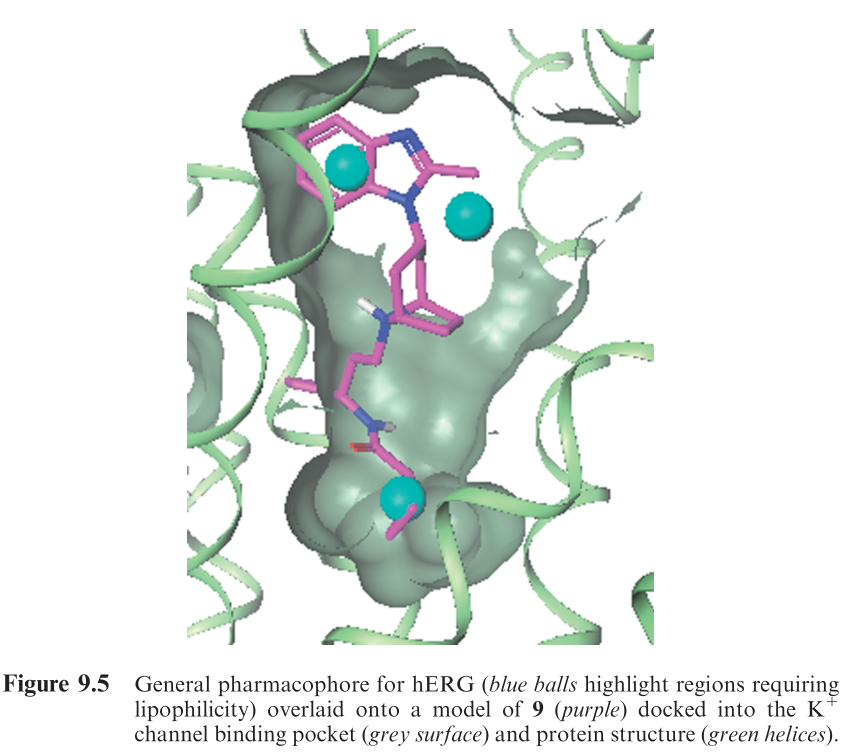 Figure 9.5 General pharmacophore for hERG (blue balls highlight regions requiring
lipophilicity) overlaid onto a model of 9 (purple) docked into the K+
channel binding pocket (grey surface) and protein structure (green helices).